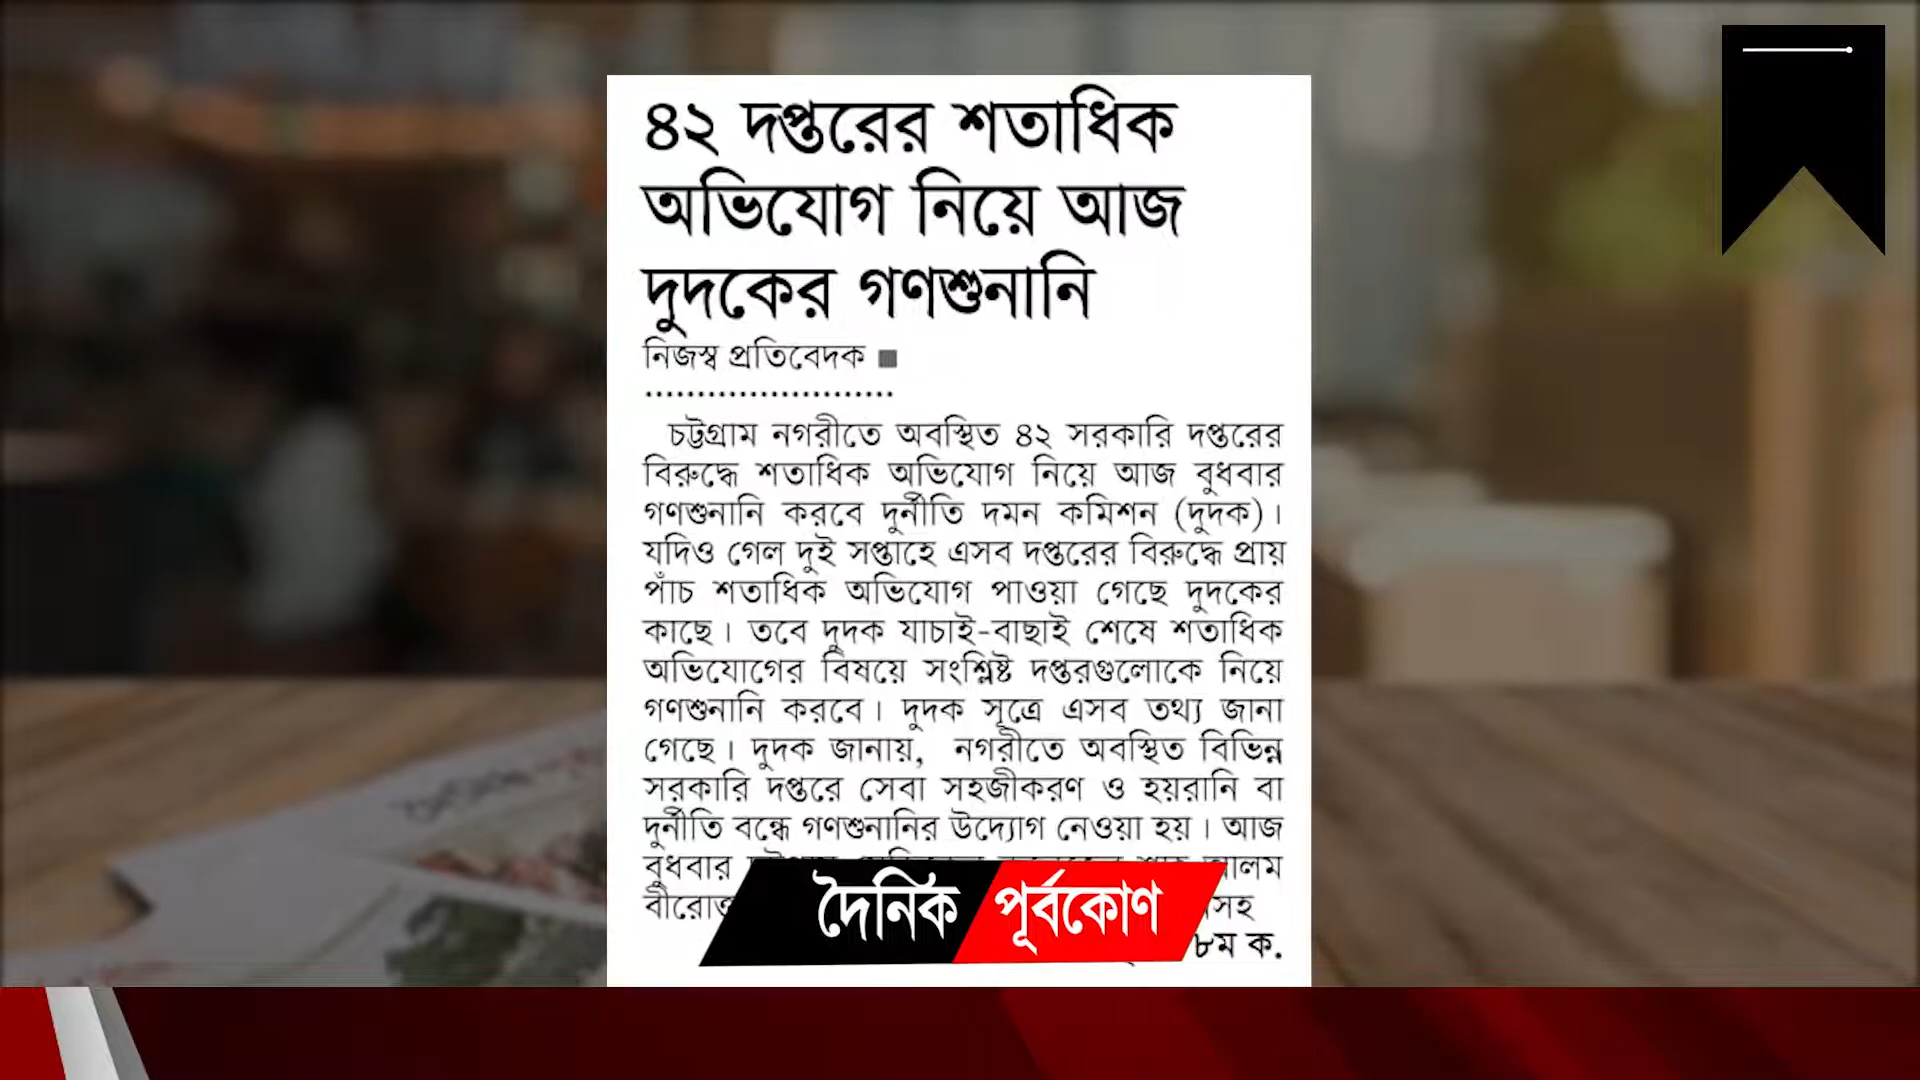 ৪২ দপ্তরের শতাধিক
অভিযোগ নিয়ে আজ
দুদকের গণশুনানি
নিজস্ব প্রতিবেদক
চট্টগ্রাম নগরীতে অবস্থিত ৪২ সরকারি দপ্তরের
বিরুদ্ধে শতাধিক অভিযোগ নিয়ে আজ বুধবার
গণশুনানি করবে দুর্নীতি দমন কমিশন (দুদক)।
যদিও গেল দুই সপ্তাহে এসব দপ্তরের বিরুদ্ধে প্রায়
পাঁচ শতাধিক অভিযোগ পাওয়া গেছে দুদকের
কাছে। তবে দুদক যাচাই-বাছাই শেষে শতাধিক
অভিযোগের বিষয়ে সংশ্লিষ্ট দপ্তরগুলোকে নিয়ে
গণশুনানি করবে। দুদক সূত্রে এসব তথ্য জানা
গেছে। দুদক জানায়, নগরীতে অবস্থিত বিভিন্ন
সরকারি দপ্তরে সেবা সহজীকরণ ও হয়রানি বা
দুর্নীতি বন্ধে গণশুনানির উদ্যোগ নেওয়া হয়। আজ
বুধবার আলম
৮ম ক.
দৈনিক পূর্বকোণ